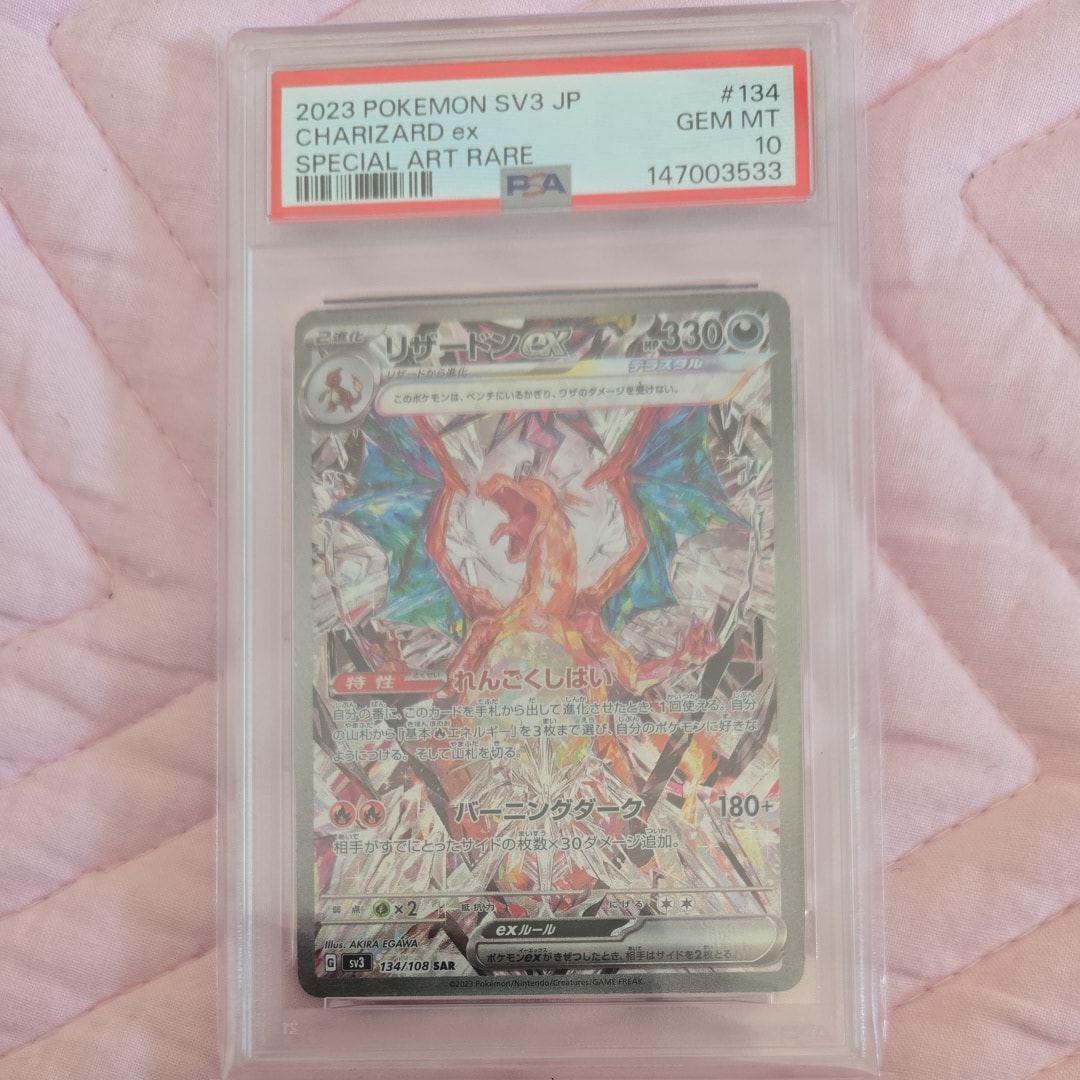 2023 POKEMON SV3 JP #134
CHARIZARD ex GEM MT
SPECIAL ART RARE 10
PSA 147003533
2進化 リザードンex HP330
リザードから進化 テラスタル
このポケモンは、ベンチにいるかぎり、ワザのダメージを受けない。
特性 れんごくしはい
自分の番に、このカードを手札から出して進化させたとき、1回使える。自分
の山札から「基本エネルギー」を3枚まで選び、自分のポケモンに好きな
ようにつける。そして山札を切る。
バーニングダーク 180+
相手がすでにとったサイドの枚数×30ダメージ追加。
弱点 ×2 抵抗力 にげる
exルール
ポケモンexがきぜつしたとき、相手はサイドを2枚とる。
Illus. AKIRA EGAWA
G sv3 134/108 SAR
©2023 Pokémon/Nintendo/Creatures/GAME FREAK.